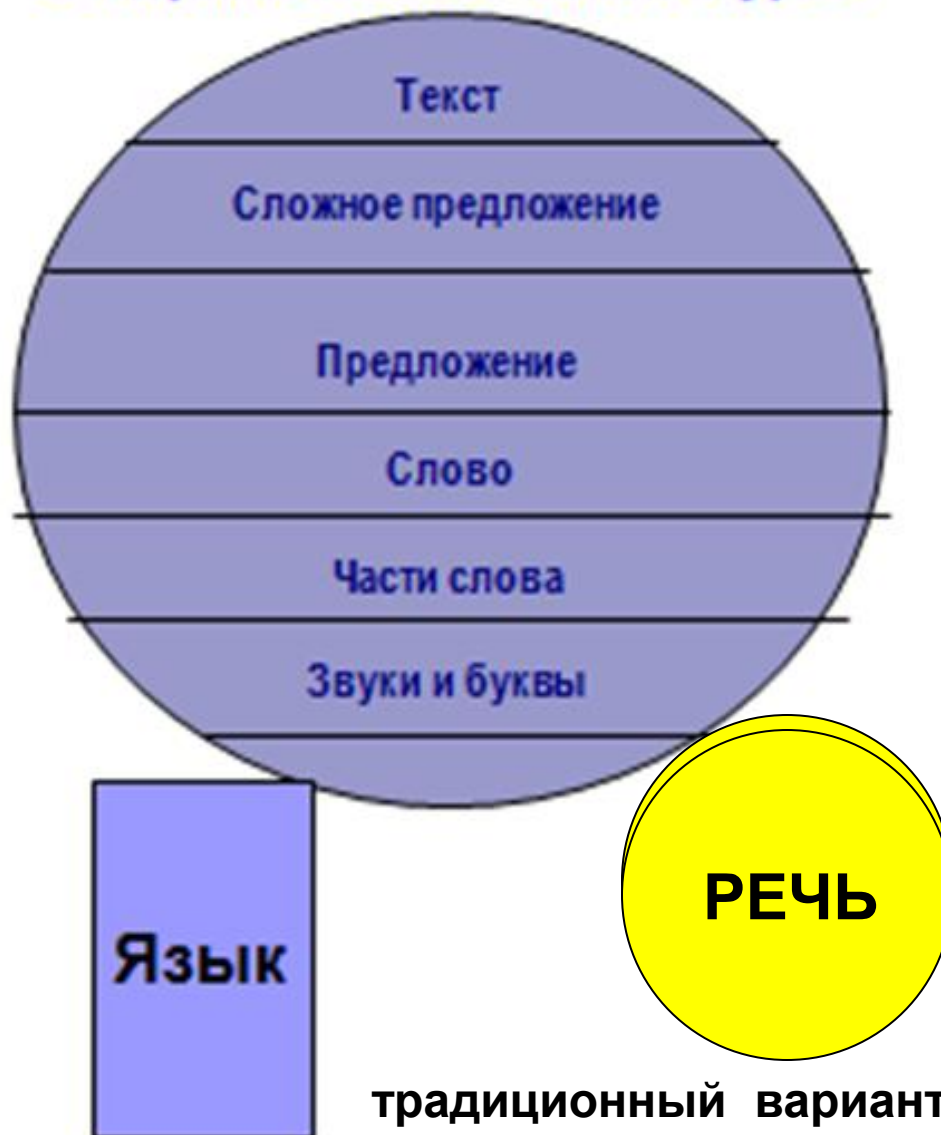 Текст
Сложное предложение
Предложение
Слово
Части слова
Звуки и буквы
РЕЧЬ
Язык
традиционный вариант